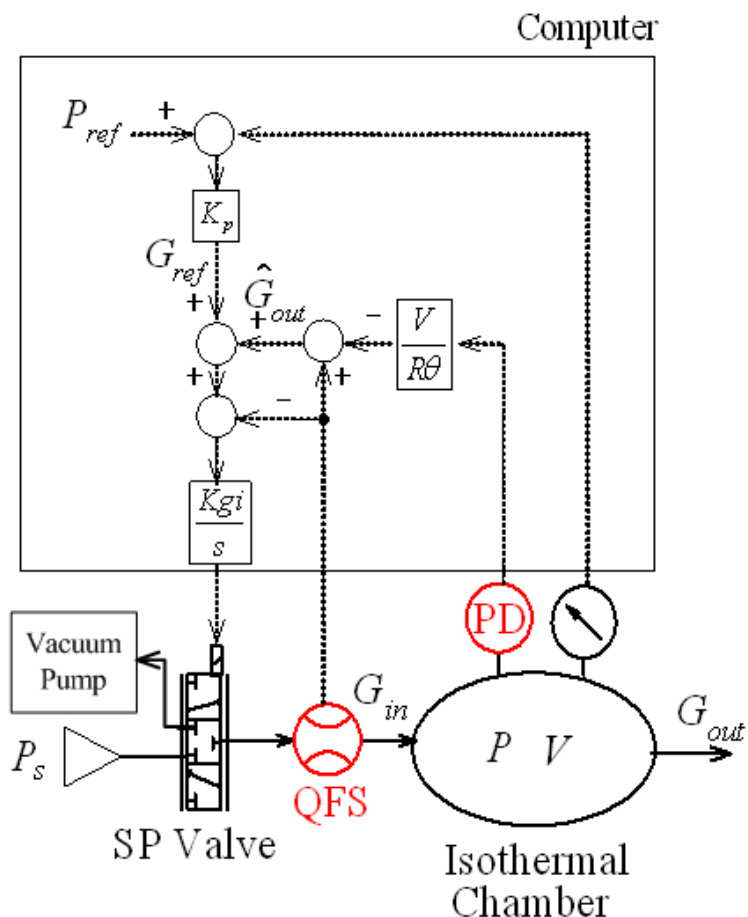 Computer
P_ref
+
K_p
G_ref
Ĝ_out
+
+
−
V
Rθ
+
+
−
Kgi
s
Vacuum
Pump
PD
G_in
G_out
P_s
P V
QFS
SP Valve
Isothermal
Chamber